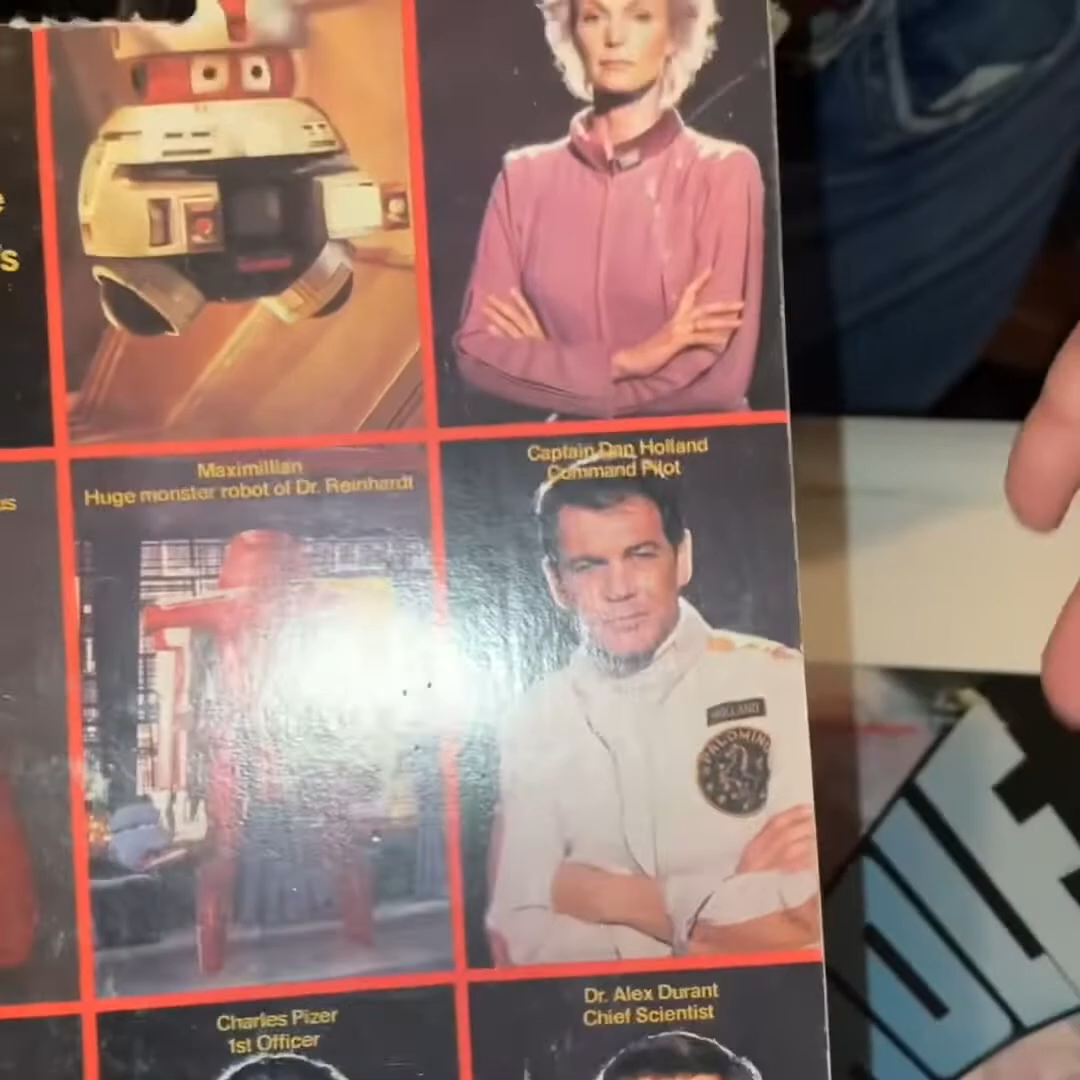 's
Maximillian
Huge monster robot of Dr. Reinhardt
Captain Dan Holland
Command Pilot
HOLLAND
PALOMINO
Charles Pizer
1st Officer
Dr. Alex Durant
Chief Scientist